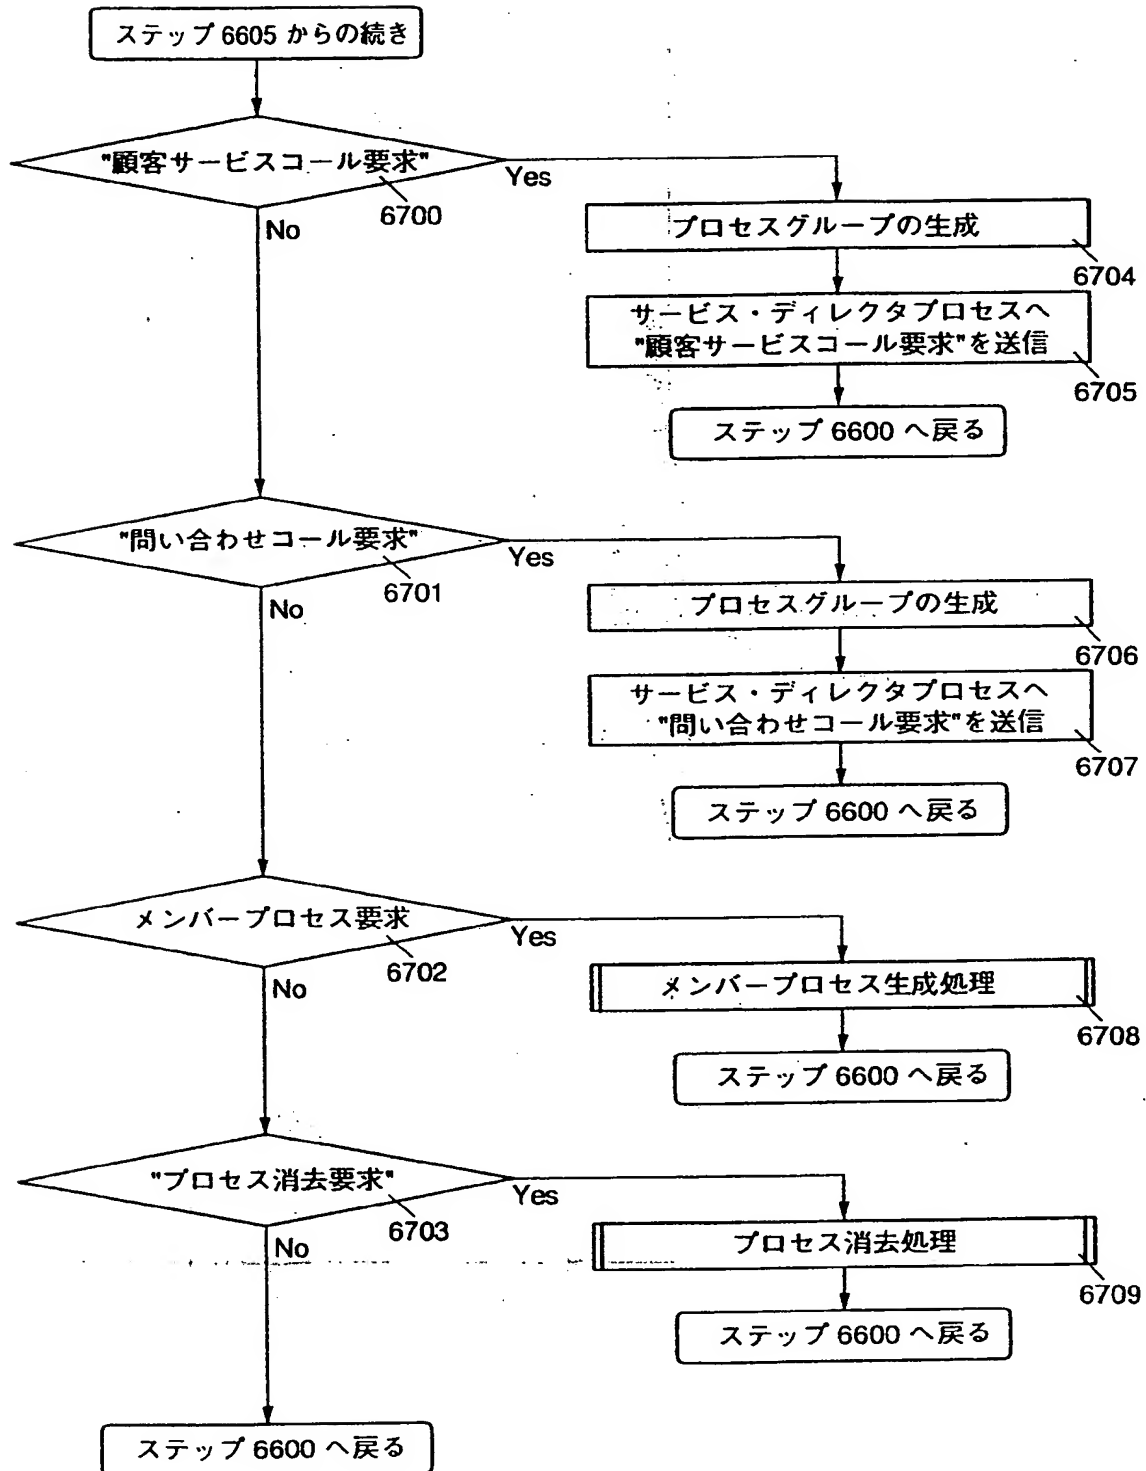 ステップ 6605 からの続き
"顧客サービスコール要求"
Yes
6700
No
プロセスグループの生成
6704
サービス・ディレクタプロセスへ
"顧客サービスコール要求"を送信
6705
ステップ 6600 へ戻る
"問い合わせコール要求"
Yes
6701
No
プロセスグループの生成
6706
サービス・ディレクタプロセスへ
"問い合わせコール要求"を送信
6707
ステップ 6600 へ戻る
メンバープロセス要求
Yes
6702
No
メンバープロセス生成処理
6708
ステップ 6600 へ戻る
"プロセス消去要求"
Yes
6703
No
プロセス消去処理
6709
ステップ 6600 へ戻る
ステップ 6600 へ戻る